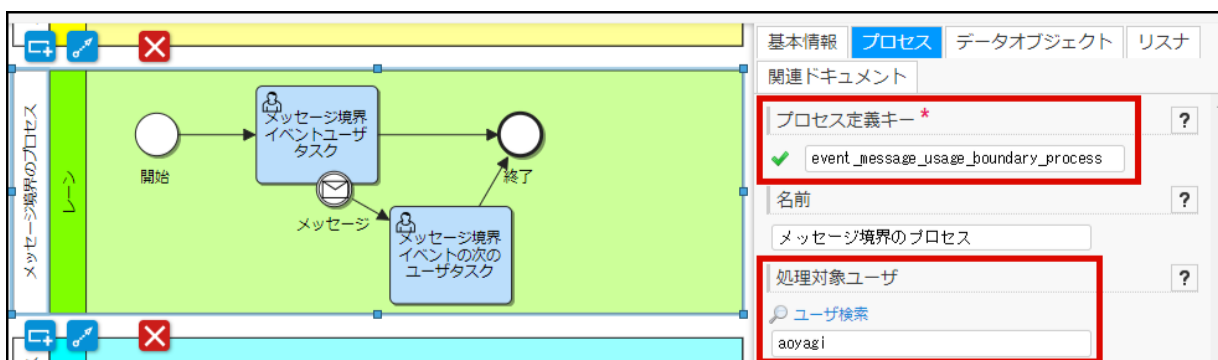 メッセージ境界のプロセス
レーン
開始
メッセージ境界
イベントユーザ
タスク
メッセージ
メッセージ境界
イベントの次の
ユーザタスク
終了
基本情報
プロセス
データオブジェクト
リスナ
関連ドキュメント
プロセス定義キー *
?
event_message_usage_boundary_process
名前
?
メッセージ境界のプロセス
処理対象ユーザ
?
ユーザ検索
aoyagi